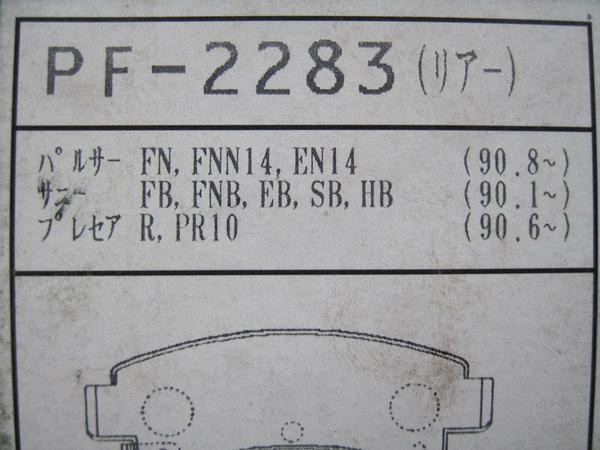 PF-2283 (リアー)
パルサー FN, FNN14, EN14 (90.8~)
サニー FB, FNB, EB, SB, HB (90.1~)
プレセア R, PR10 (90.6~)